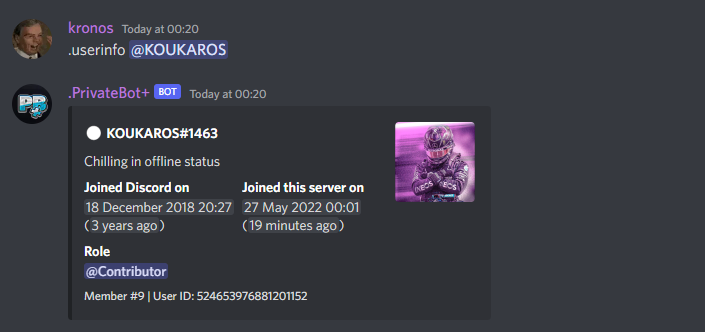 kronos Today at 00:20
.userinfo @KOUKAROS
.PrivateBot+ BOT Today at 00:20
KOUKAROS#1463
Chilling in offline status
Joined Discord on Joined this server on
18 December 2018 20:27 27 May 2022 00:01
(3 years ago) (19 minutes ago)
Role
@Contributor
Member #9 | User ID: 524653976881201152
PB
INEOS